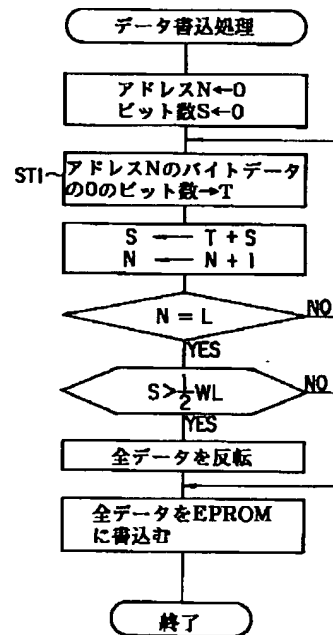 データ書込処理
アドレスN←0
ビット数S←0
ST1
アドレスNのバイトデータ
の0のビット数→T
S ← T + S
N ← N + 1
N = L
NO
YES
S > 1/2 WL
NO
YES
全データを反転
全データをEPROM
に書込む
終了